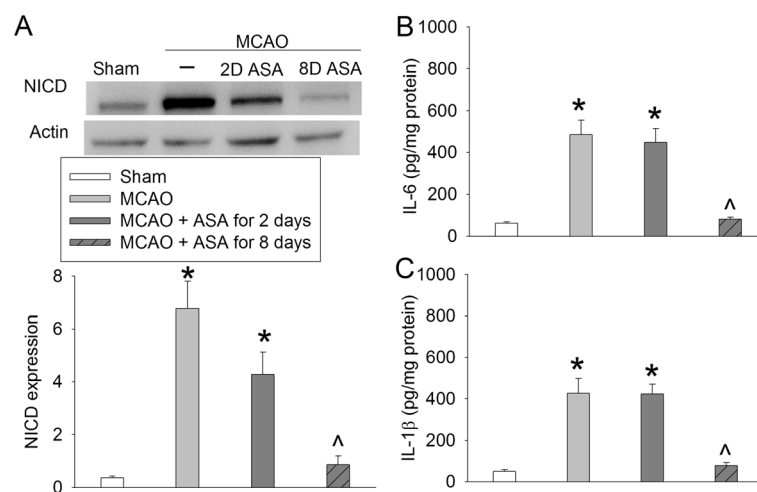 A
MCAO
Sham
–
2D ASA
8D ASA
NICD
Actin
Sham
MCAO
MCAO + ASA for 2 days
MCAO + ASA for 8 days
8
6
4
2
0
NICD expression
*
*
^
B
1000
800
600
400
200
0
IL-6 (pg/mg protein)
*
*
^
C
1000
800
600
400
200
0
IL-1β (pg/mg protein)
*
*
^